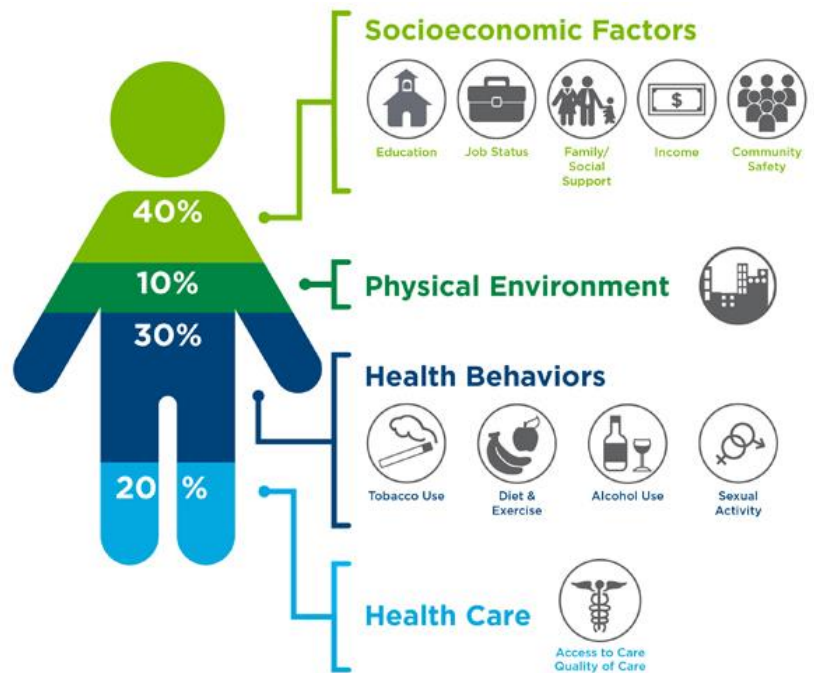 Socioeconomic Factors
$
Education
Job Status
Family/
Social
Support
Income
Community
Safety
40%
10%
Physical Environment
30%
Health Behaviors
Tobacco Use
Diet &
Exercise
Alcohol Use
Sexual
Activity
20 %
Health Care
Access to Care
Quality of Care